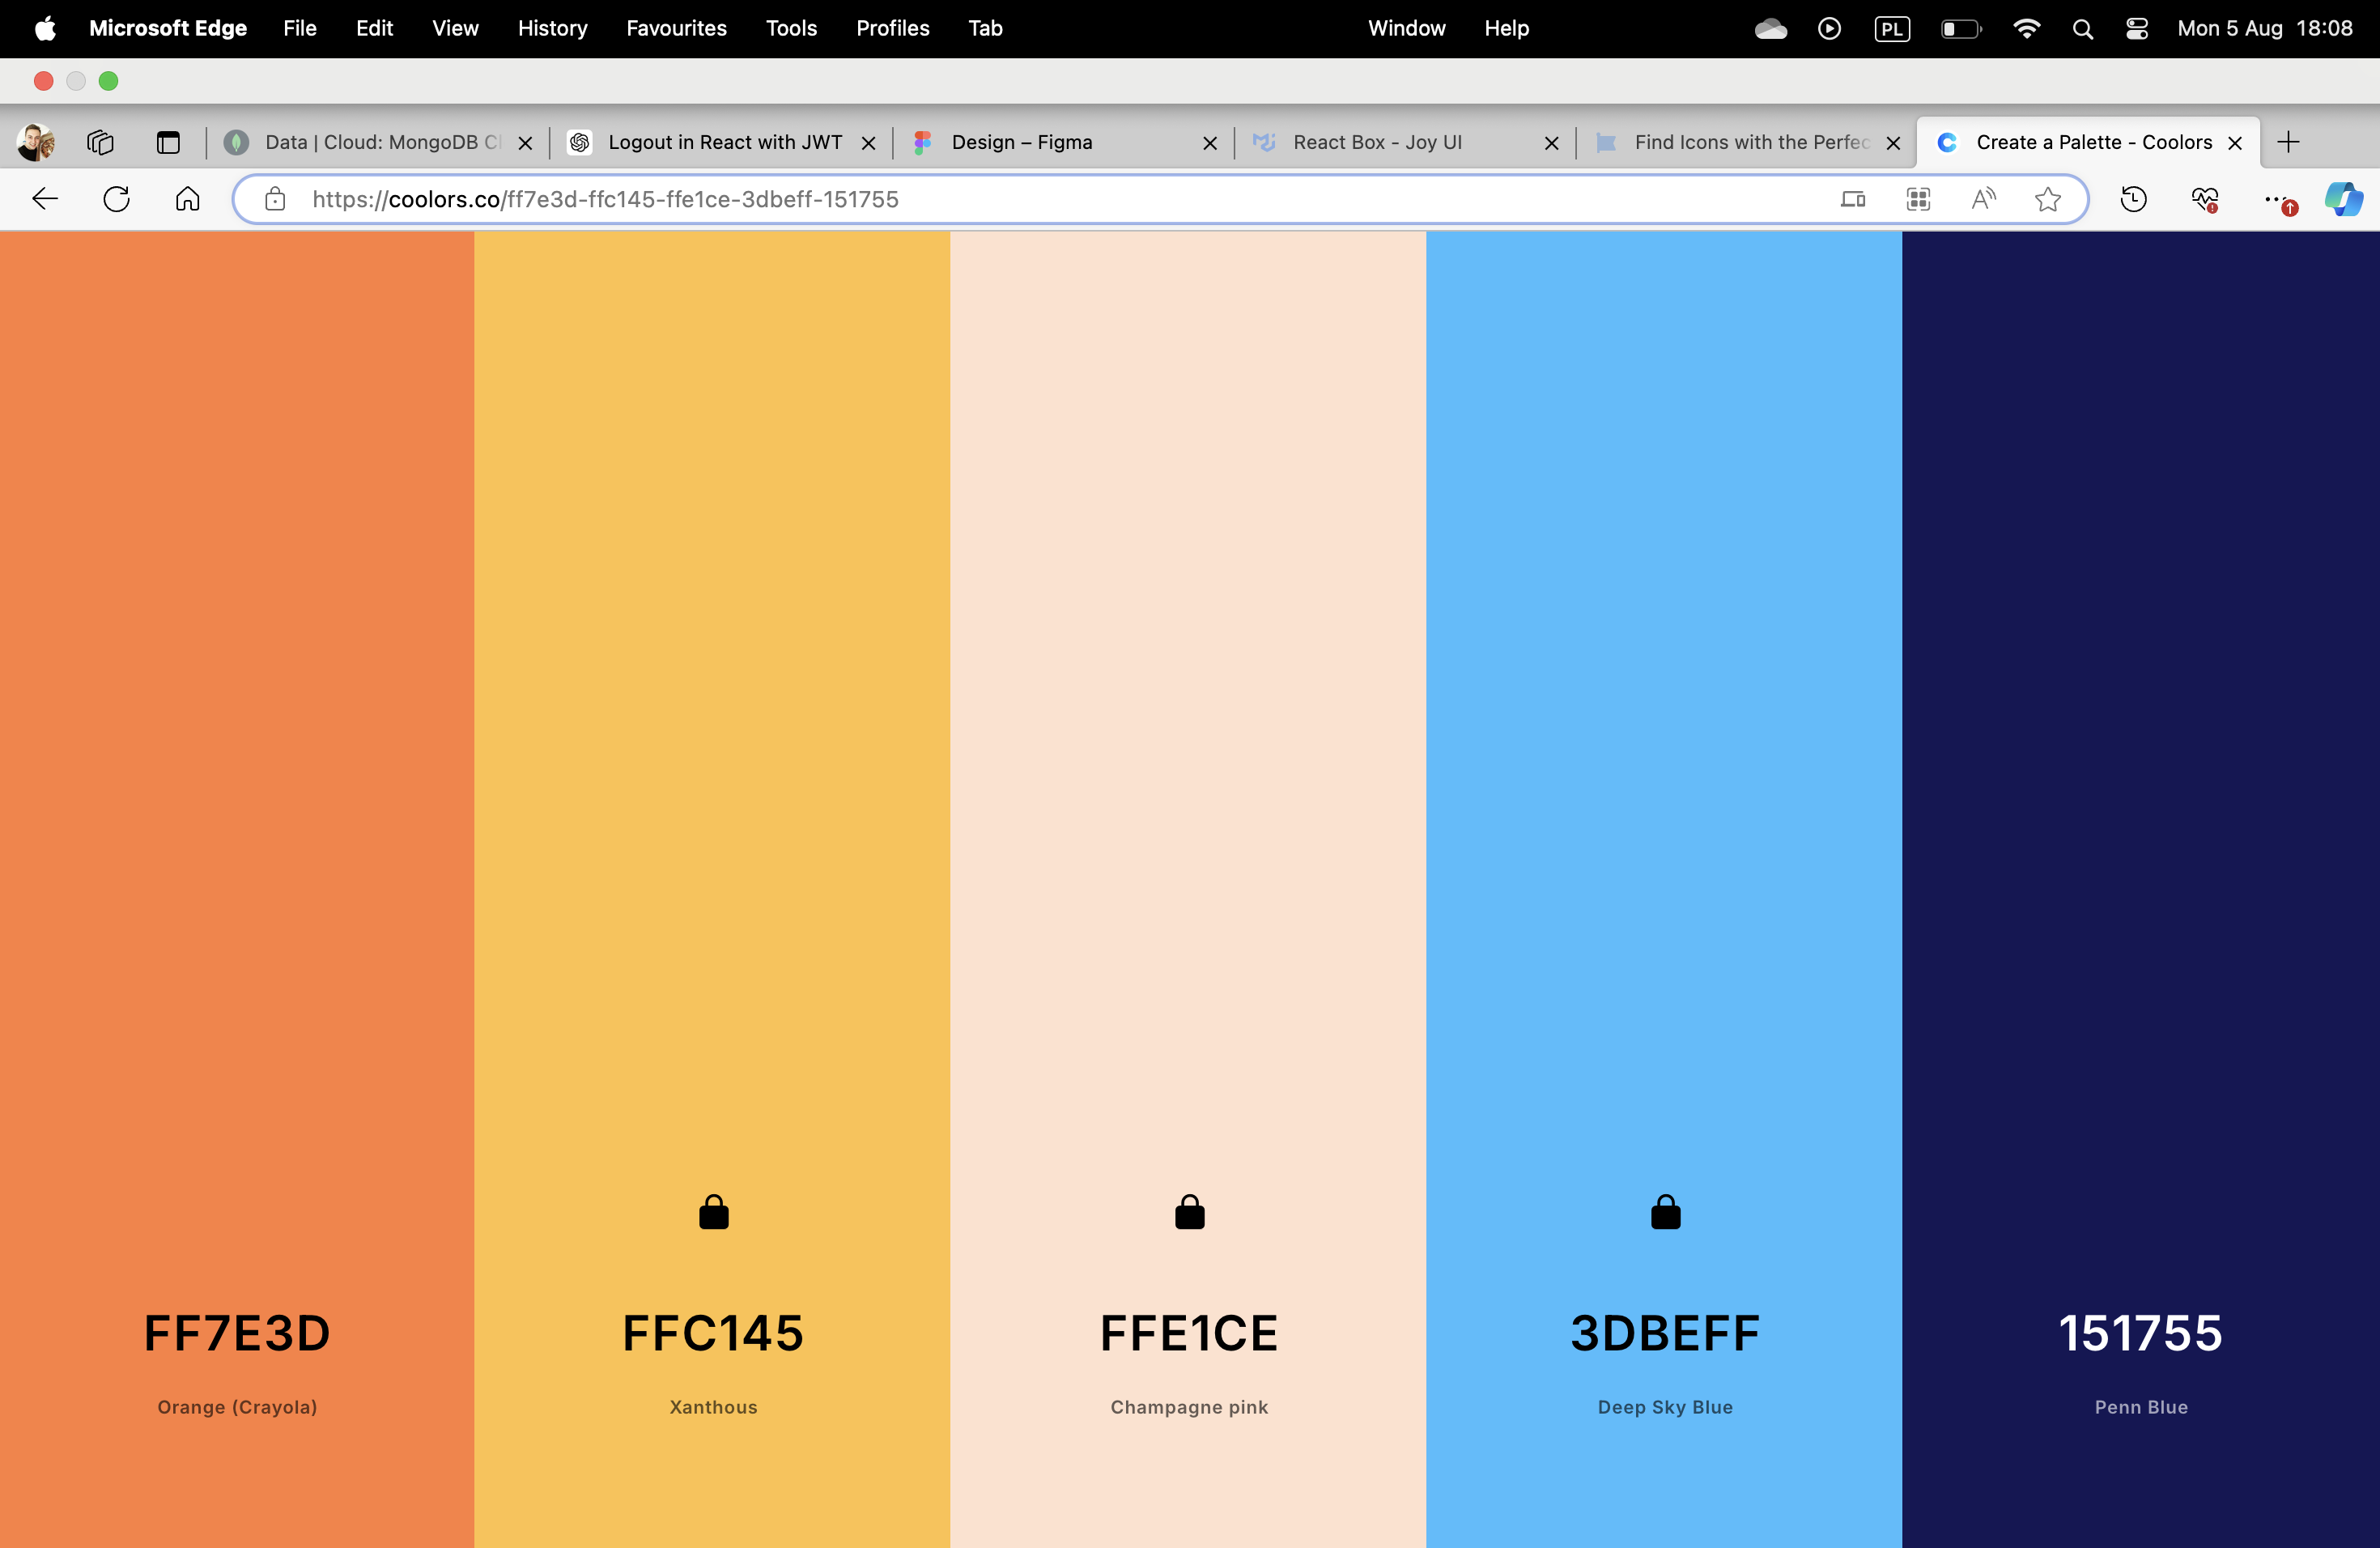 Microsoft Edge File Edit View History Favourites Tools Profiles Tab Window Help PL Mon 5 Aug 18:08
Data | Cloud: MongoDB Cl Logout in React with JWT Design – Figma React Box - Joy UI Find Icons with the Perfec Create a Palette - Coolors
https://coolors.co/ff7e3d-ffc145-ffe1ce-3dbeff-151755
FF7E3D FFC145 FFE1CE 3DBEFF 151755
Orange (Crayola) Xanthous Champagne pink Deep Sky Blue Penn Blue